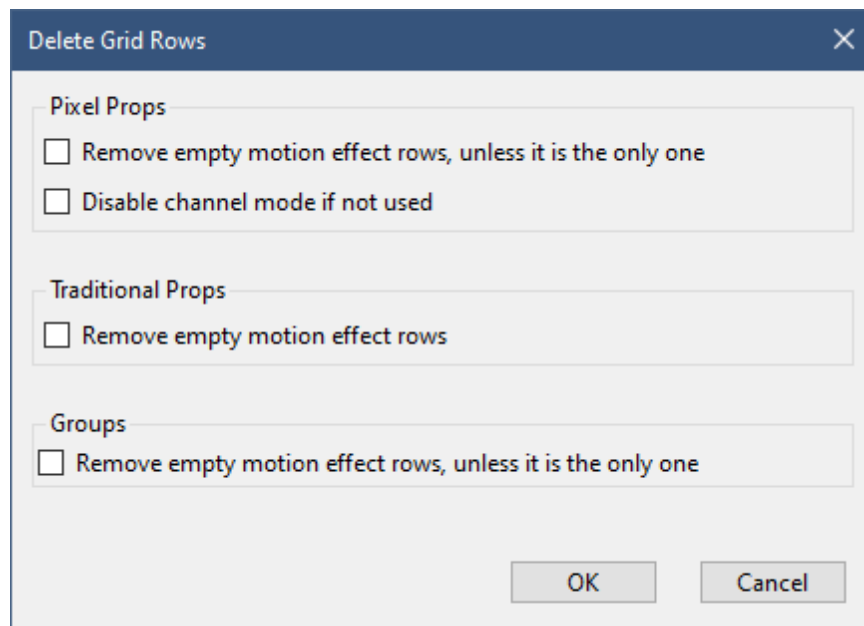 Delete Grid Rows
Pixel Props
Remove empty motion effect rows, unless it is the only one
Disable channel mode if not used
Traditional Props
Remove empty motion effect rows
Groups
Remove empty motion effect rows, unless it is the only one
OK
Cancel